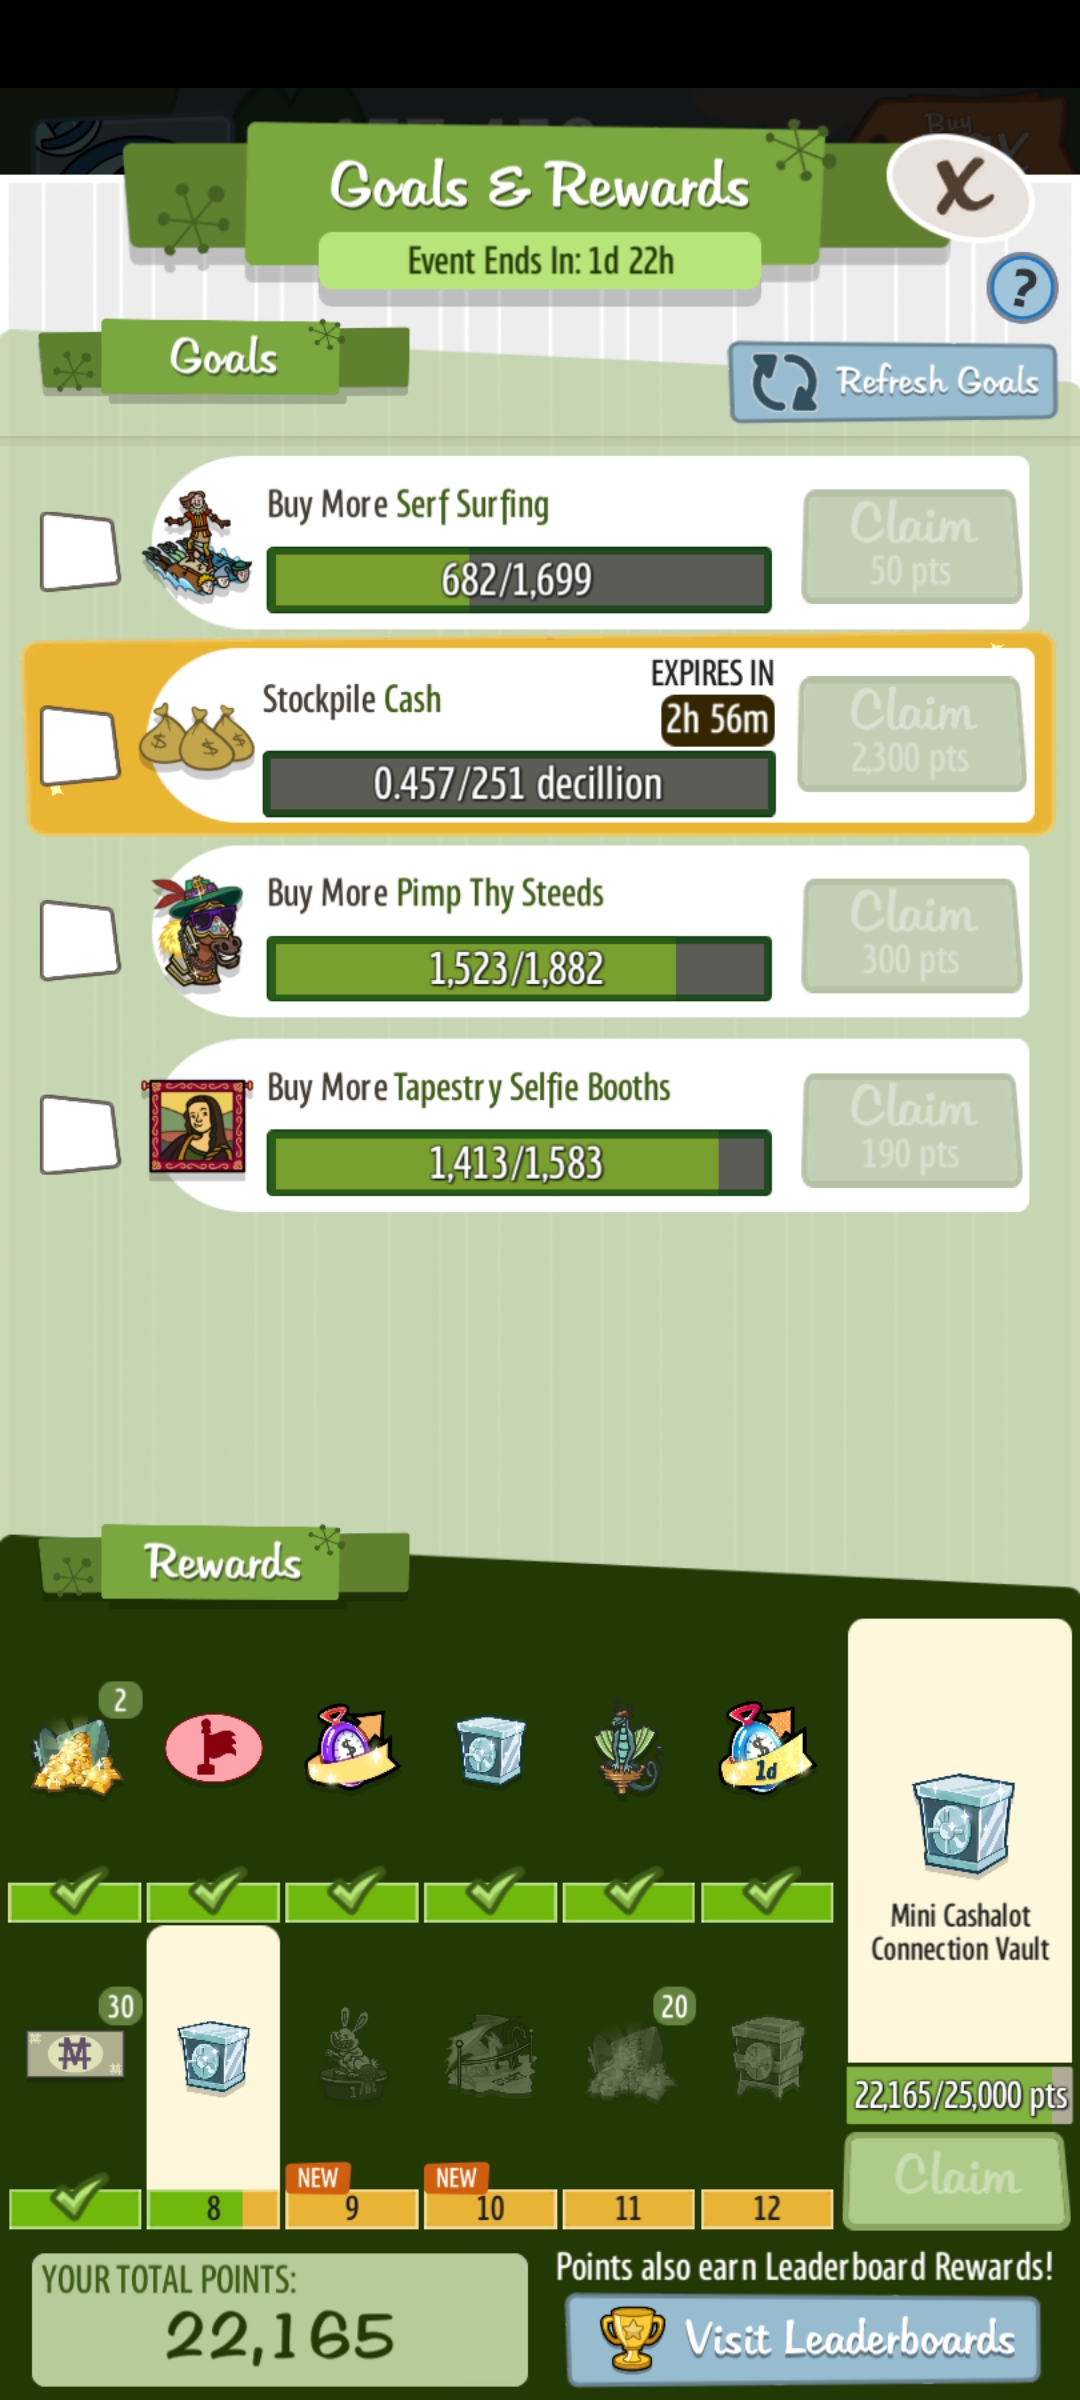 Buy
Goals & Rewards
X
Event Ends In: 1d 22h
?
Goals
Refresh Goals
Buy More Serf Surfing
682/1,699
Claim
50 pts
Stockpile Cash
EXPIRES IN
2h 56m
0.457/251 decillion
Claim
2,300 pts
Buy More Pimp Thy Steeds
1,523/1,882
Claim
300 pts
Buy More Tapestry Selfie Booths
1,413/1,583
Claim
190 pts
Rewards
2
1d
30
20
Mini Cashalot
Connection Vault
22,165/25,000 pts
NEW
NEW
8
9
10
11
12
Claim
YOUR TOTAL POINTS:
22,165
Points also earn Leaderboard Rewards!
Visit Leaderboards